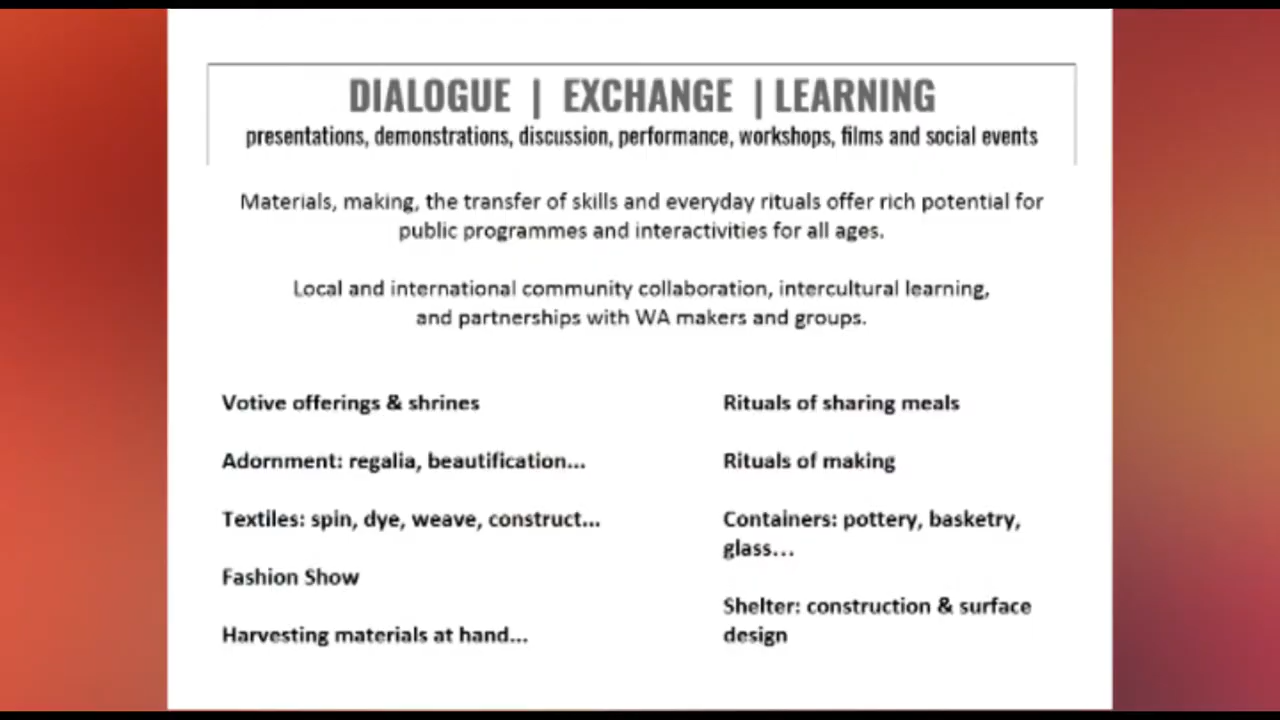 DIALOGUE | EXCHANGE | LEARNING
presentations, demonstrations, discussion, performance, workshops, films and social events
Materials, making, the transfer of skills and everyday rituals offer rich potential for
public programmes and interactivities for all ages.
Local and international community collaboration, intercultural learning,
and partnerships with WA makers and groups.
Votive offerings & shrines
Adornment: regalia, beautification...
Textiles: spin, dye, weave, construct...
Fashion Show
Harvesting materials at hand...
Rituals of sharing meals
Rituals of making
Containers: pottery, basketry,
glass...
Shelter: construction & surface
design